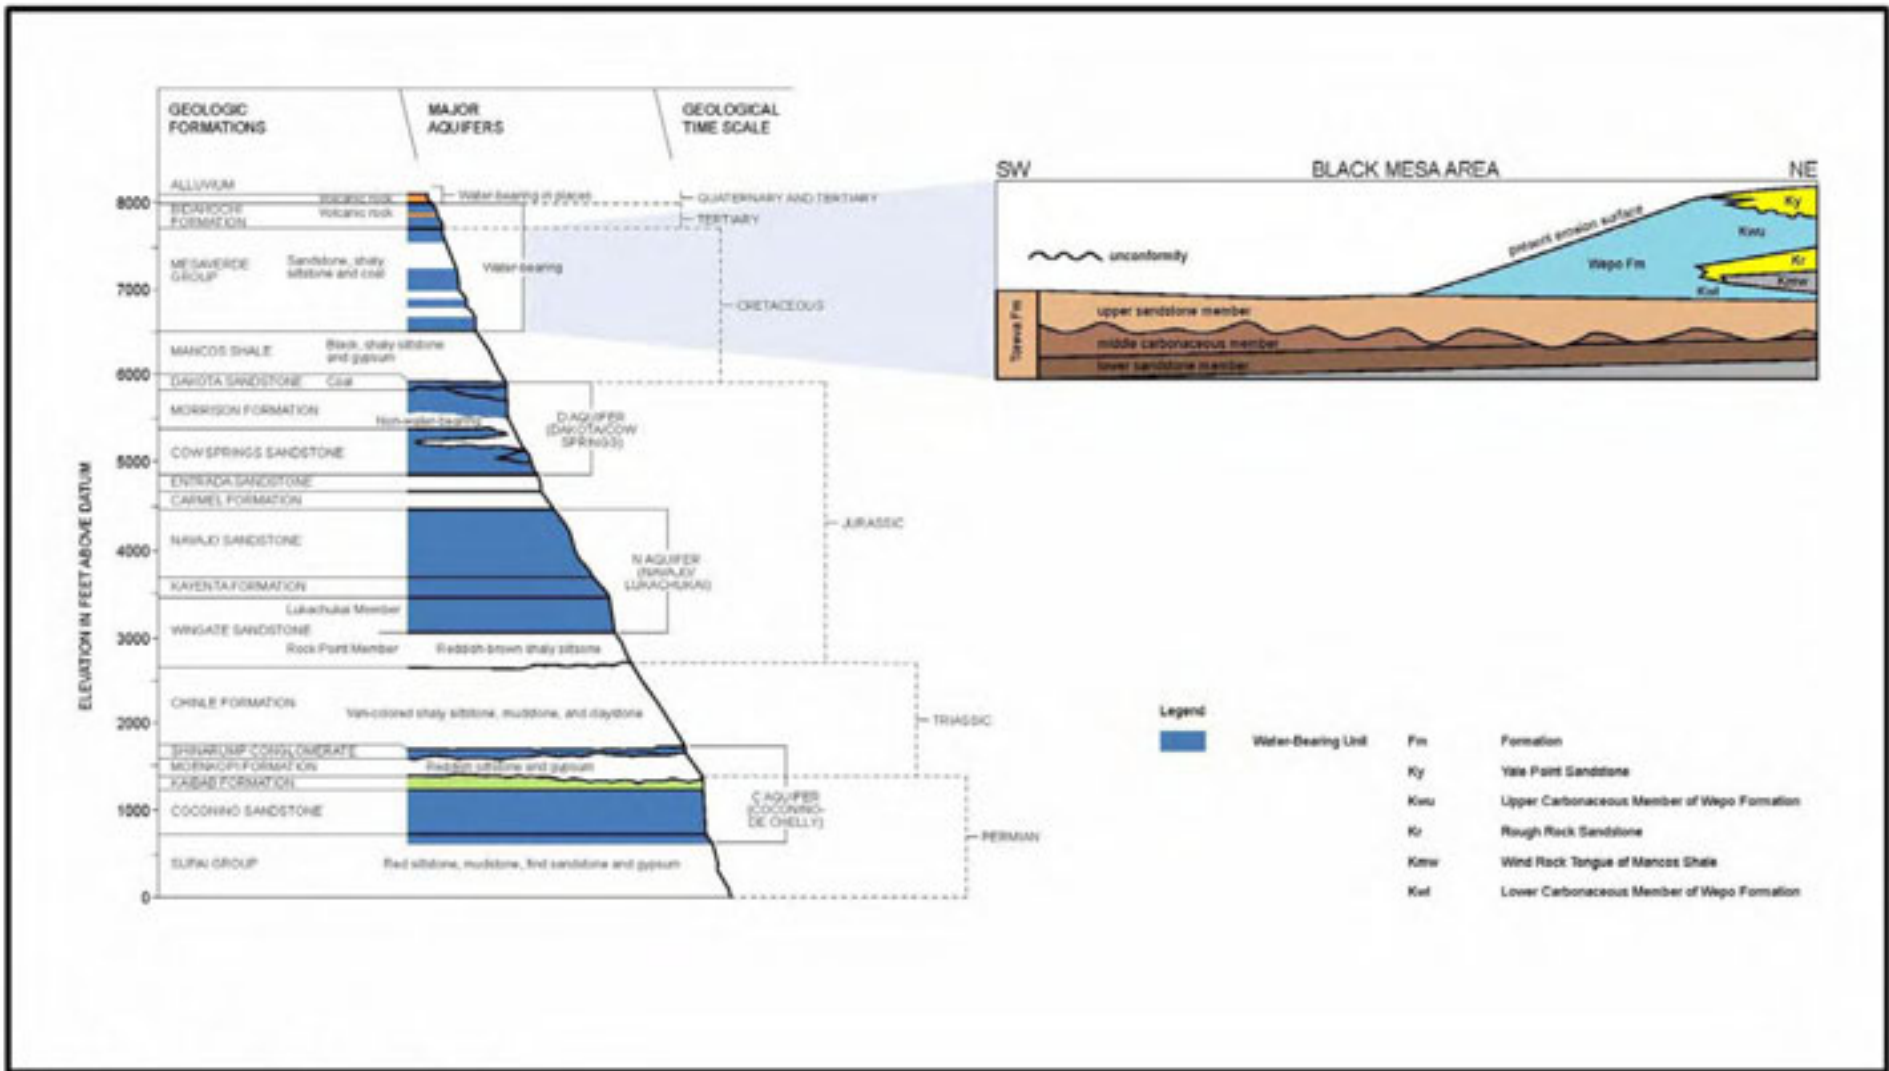 GEOLOGIC
FORMATIONS
MAJOR
AQUIFERS
GEOLOGICAL
TIME SCALE
ELEVATION IN FEET ABOVE DATUM
8000
7000
6000
5000
4000
3000
2000
1000
0
ALLUVIUM
BIDAHOCHI
FORMATION
MESAVERDE
GROUP
MANCOS SHALE
DAKOTA SANDSTONE
MORRISON FORMATION
COW SPRINGS SANDSTONE
ENTRADA SANDSTONE
CARMEL FORMATION
NAVAJO SANDSTONE
KAYENTA FORMATION
Lukachukai Member
WINGATE SANDSTONE
Rock Point Member
CHINLE FORMATION
SHINARUMP CONGLOMERATE
MOENKOPI FORMATION
KAIBAB FORMATION
COCONINO SANDSTONE
SUPAI GROUP
Volcanic rock
Volcanic rock
Sandstone, shaly
siltstone and coal
Black, shaly siltstone
and gypsum
Coal
Non-water-bearing
Reddish-brown shaly siltsone
Vari-colored shaly siltstone, mudstone, and claystone
Reddish siltstone and gypsum
Red siltstone, mudstone, find sandstone and gypsum
Water-bearing in places
Water-bearing
D AQUIFER
(DAKOTA/COW
SPRINGS)
N AQUIFER
(NAVAJO/
LUKACHUKAI)
C AQUIFER
(COCONINO-
DE CHELLY)
QUATERNARY AND TERTIARY
TERTIARY
CRETACEOUS
JURASSIC
TRIASSIC
PERMIAN
SW
BLACK MESA AREA
NE
present erosion surface
unconformity
Ky
Kwu
Wepo Fm
Kr
Kmw
Kwl
Toreva Fm
upper sandstone member
middle carbonaceous member
lower sandstone member
Legend
Water-Bearing Unit
Fm Formation
Ky Yale Point Sandstone
Kwu Upper Carbonaceous Member of Wepo Formation
Kr Rough Rock Sandstone
Kmw Wind Rock Tongue of Mancos Shale
Kwl Lower Carbonaceous Member of Wepo Formation